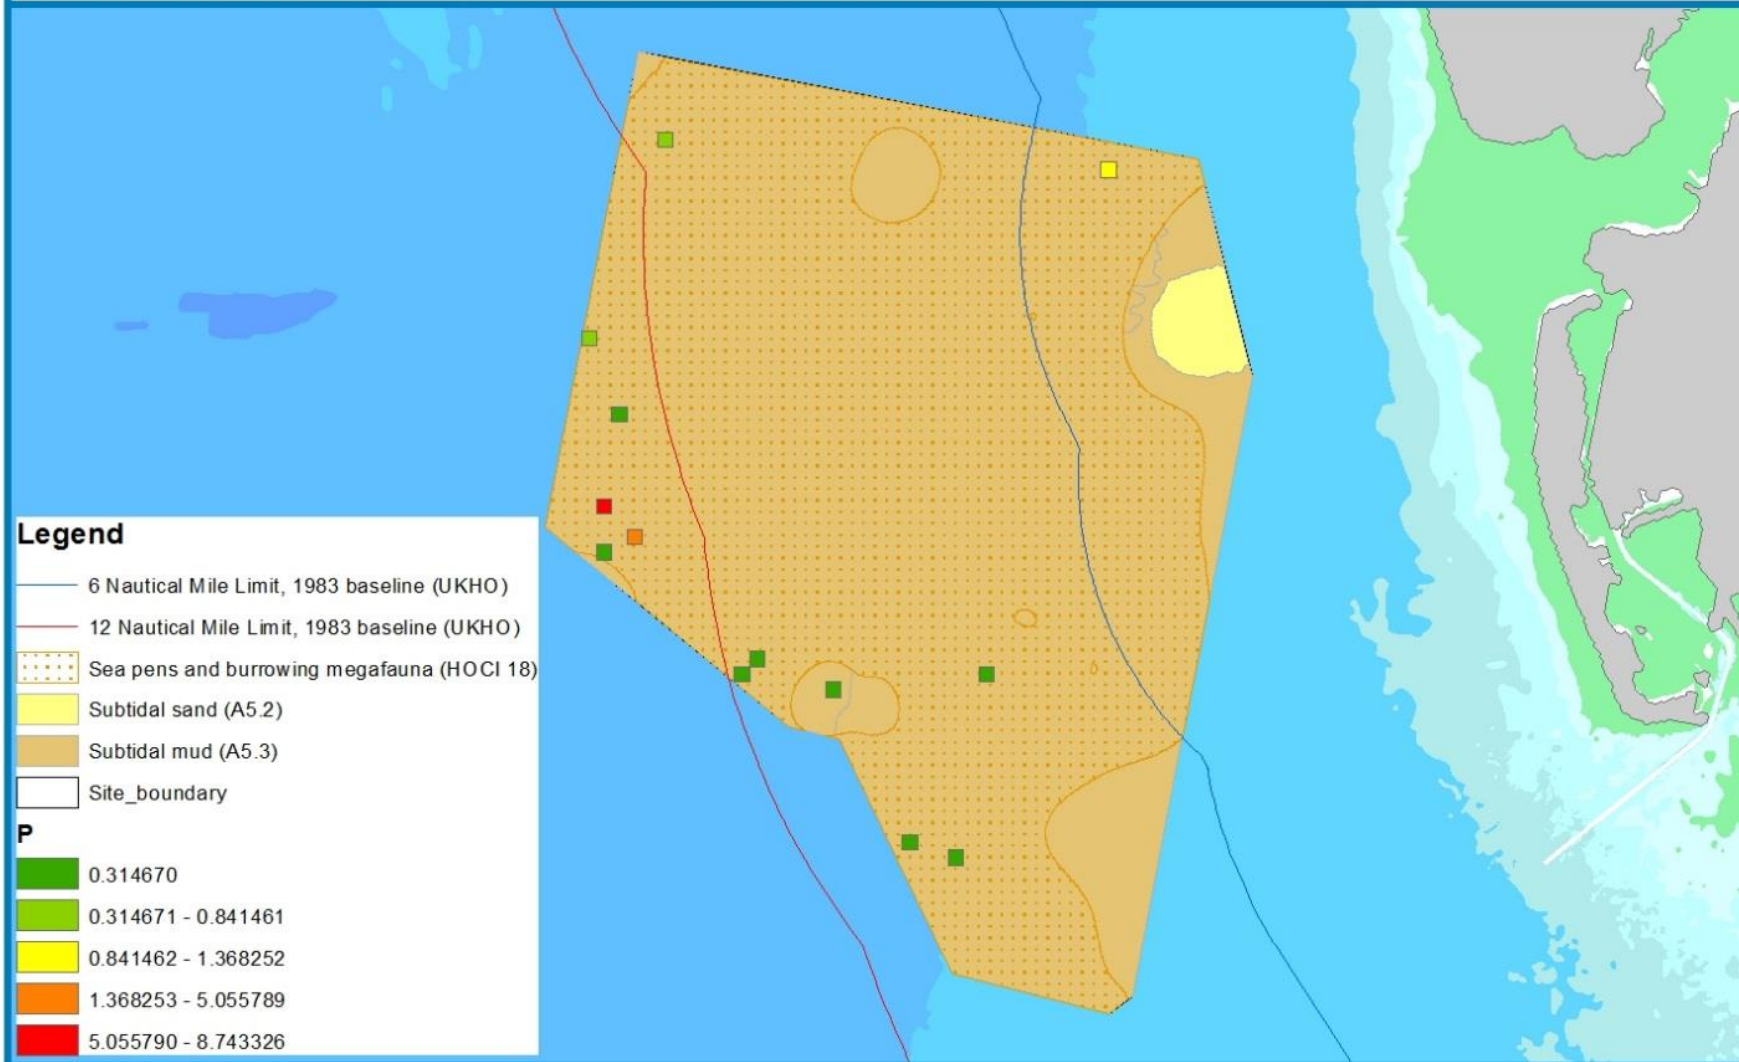 Legend
6 Nautical Mile Limit, 1983 baseline (UKHO)
12 Nautical Mile Limit, 1983 baseline (UKHO)
Sea pens and burrowing megafauna (HOCI 18)
Subtidal sand (A5.2)
Subtidal mud (A5.3)
Site_boundary
P
0.314670
0.314671 - 0.841461
0.841462 - 1.368252
1.368253 - 5.055789
5.055790 - 8.743326